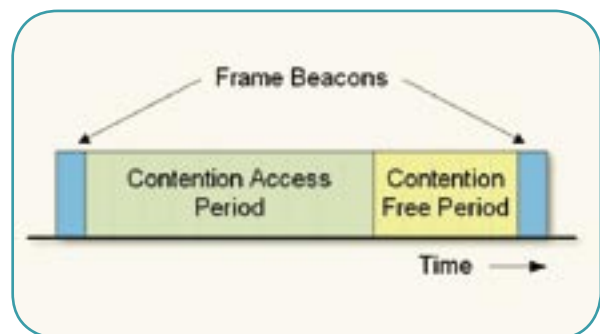 Frame Beacons
Contention Access
Period
Contention
Free Period
Time